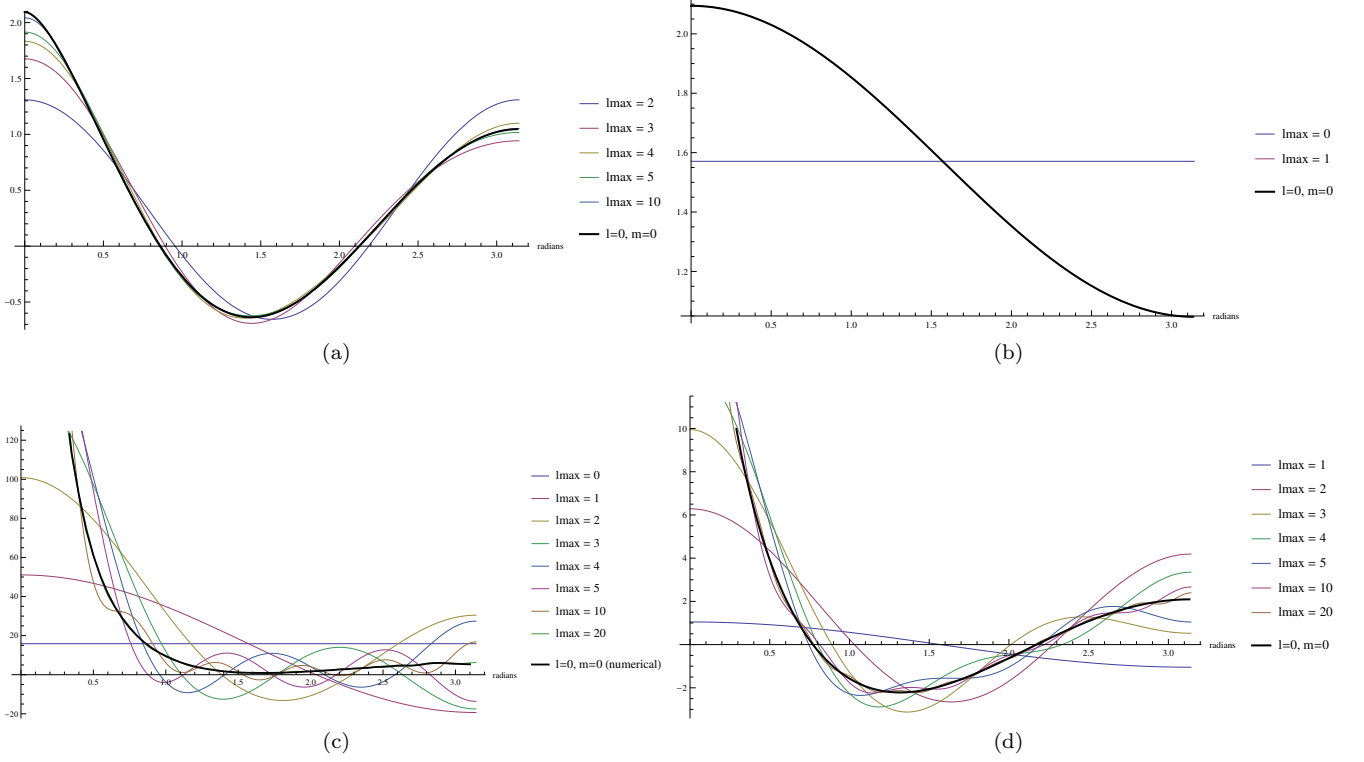 2.0
1.5
1.0
0.5
−0.5
0.5
1.0
1.5
2.0
2.5
3.0
radians
lmax = 2
lmax = 3
lmax = 4
lmax = 5
lmax = 10
l=0, m=0
(a)
2.0
1.8
1.6
1.4
1.2
0.5
1.0
1.5
2.0
2.5
3.0
radians
lmax = 0
lmax = 1
l=0, m=0
(b)
120
100
80
60
40
20
−20
0.5
1.0
1.5
2.0
2.5
3.0
radians
lmax = 0
lmax = 1
lmax = 2
lmax = 3
lmax = 4
lmax = 5
lmax = 10
lmax = 20
l=0, m=0 (numerical)
(c)
10
8
6
4
2
−2
0.5
1.0
1.5
2.0
2.5
3.0
radians
lmax = 1
lmax = 2
lmax = 3
lmax = 4
lmax = 5
lmax = 10
lmax = 20
l=0, m=0
(d)